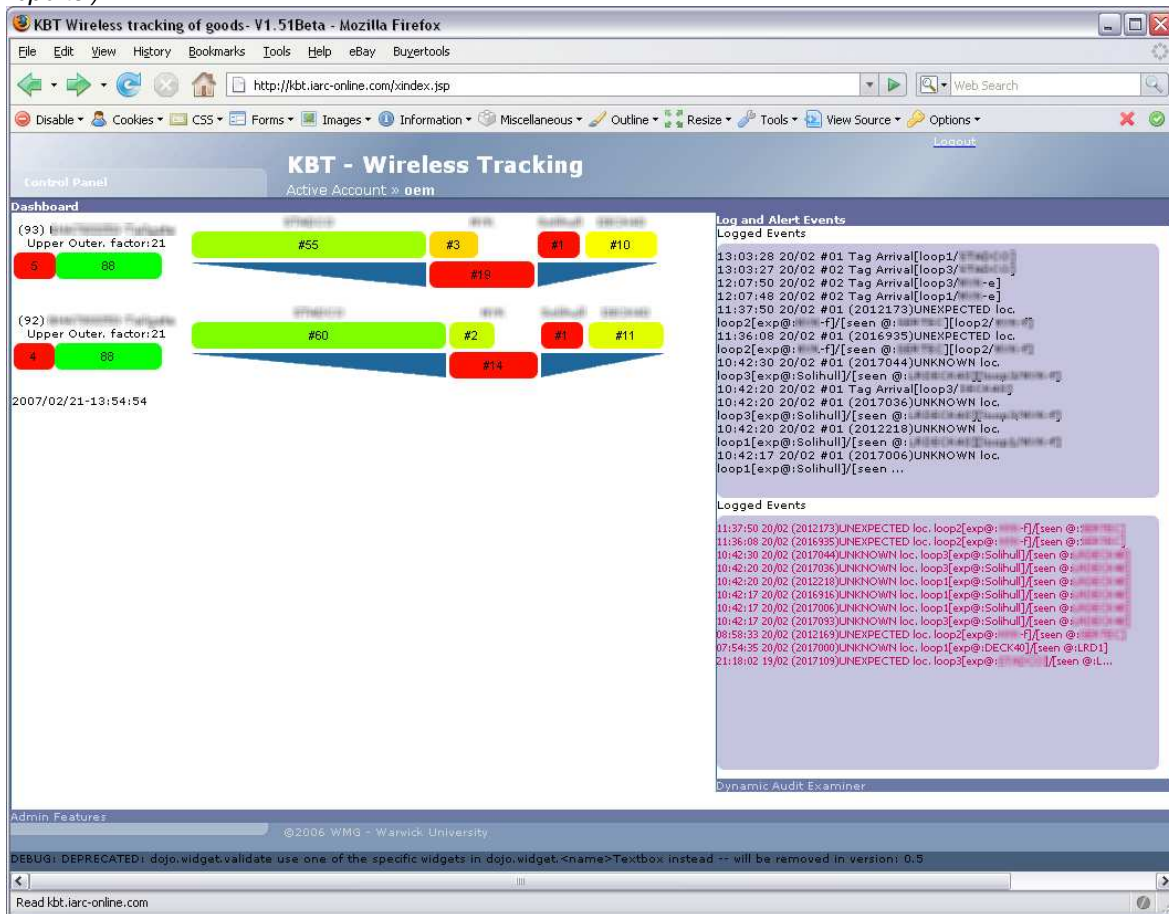 KBT Wireless tracking of goods- V1.51Beta - Mozilla Firefox
File Edit View History Bookmarks Tools Help eBay Buyertools
http://kbt.iarc-online.com/xindex.jsp Web Search
Disable Cookies CSS Forms Images Information Miscellaneous Outline Resize Tools View Source Options
Logout
KBT - Wireless Tracking
Control Panel
Active Account » oem
Dashboard
(93)
Upper Outer. factor:21
5 88
Solihull
#55 #3 #1 #10
#19
(92)
Upper Outer. factor:21
4 88
Solihull
#60 #2 #1 #11
#14
2007/02/21-13:54:54
Log and Alert Events
Logged Events
13:03:28 20/02 #01 Tag Arrival[loop1/
13:03:27 20/02 #02 Tag Arrival[loop3/
12:07:50 20/02 #02 Tag Arrival[loop3/ -e]
12:07:48 20/02 #01 Tag Arrival[loop1/ -e]
11:37:50 20/02 #01 (2012173)UNEXPECTED loc.
loop2[exp@: -f]/[seen @: ][loop2/
11:36:08 20/02 #01 (2016935)UNEXPECTED loc.
loop2[exp@: -f]/[seen @: ][loop2/
10:42:30 20/02 #01 (2017044)UNKNOWN loc.
loop3[exp@:Solihull]/[seen @:
10:42:20 20/02 #01 Tag Arrival[loop3/
10:42:20 20/02 #01 (2017036)UNKNOWN loc.
loop3[exp@:Solihull]/[seen @:
10:42:20 20/02 #01 (2012218)UNKNOWN loc.
loop1[exp@:Solihull]/[seen @:
10:42:17 20/02 #01 (2017006)UNKNOWN loc.
loop1[exp@:Solihull]/[seen ...
Logged Events
11:37:50 20/02 (2012173)UNEXPECTED loc. loop2[exp@: -f]/[seen @:
11:36:08 20/02 (2016935)UNEXPECTED loc. loop2[exp@: -f]/[seen @:
10:42:30 20/02 (2017044)UNKNOWN loc. loop3[exp@:Solihull]/[seen @:
10:42:20 20/02 (2017036)UNKNOWN loc. loop3[exp@:Solihull]/[seen @:
10:42:20 20/02 (2012218)UNKNOWN loc. loop1[exp@:Solihull]/[seen @:
10:42:17 20/02 (2016916)UNKNOWN loc. loop1[exp@:Solihull]/[seen @:
10:42:17 20/02 (2017006)UNKNOWN loc. loop1[exp@:Solihull]/[seen @:
10:42:17 20/02 (2017093)UNKNOWN loc. loop3[exp@:Solihull]/[seen @:
08:58:33 20/02 (2012169)UNEXPECTED loc. loop2[exp@: -f]/[seen @:
07:54:35 20/02 (2017000)UNKNOWN loc. loop1[exp@:DECK40]/[seen @:LRD1]
21:18:02 19/02 (2017109)UNEXPECTED loc. loop3[exp@: ]/[seen @:L...
Dynamic Audit Examiner
Admin Features
©2006 WMG - Warwick University
DEBUG: DEPRECATED: dojo.widget.validate use one of the specific widgets in dojo.widget.<name>Textbox instead -- will be removed in version: 0.5
Read kbt.iarc-online.com